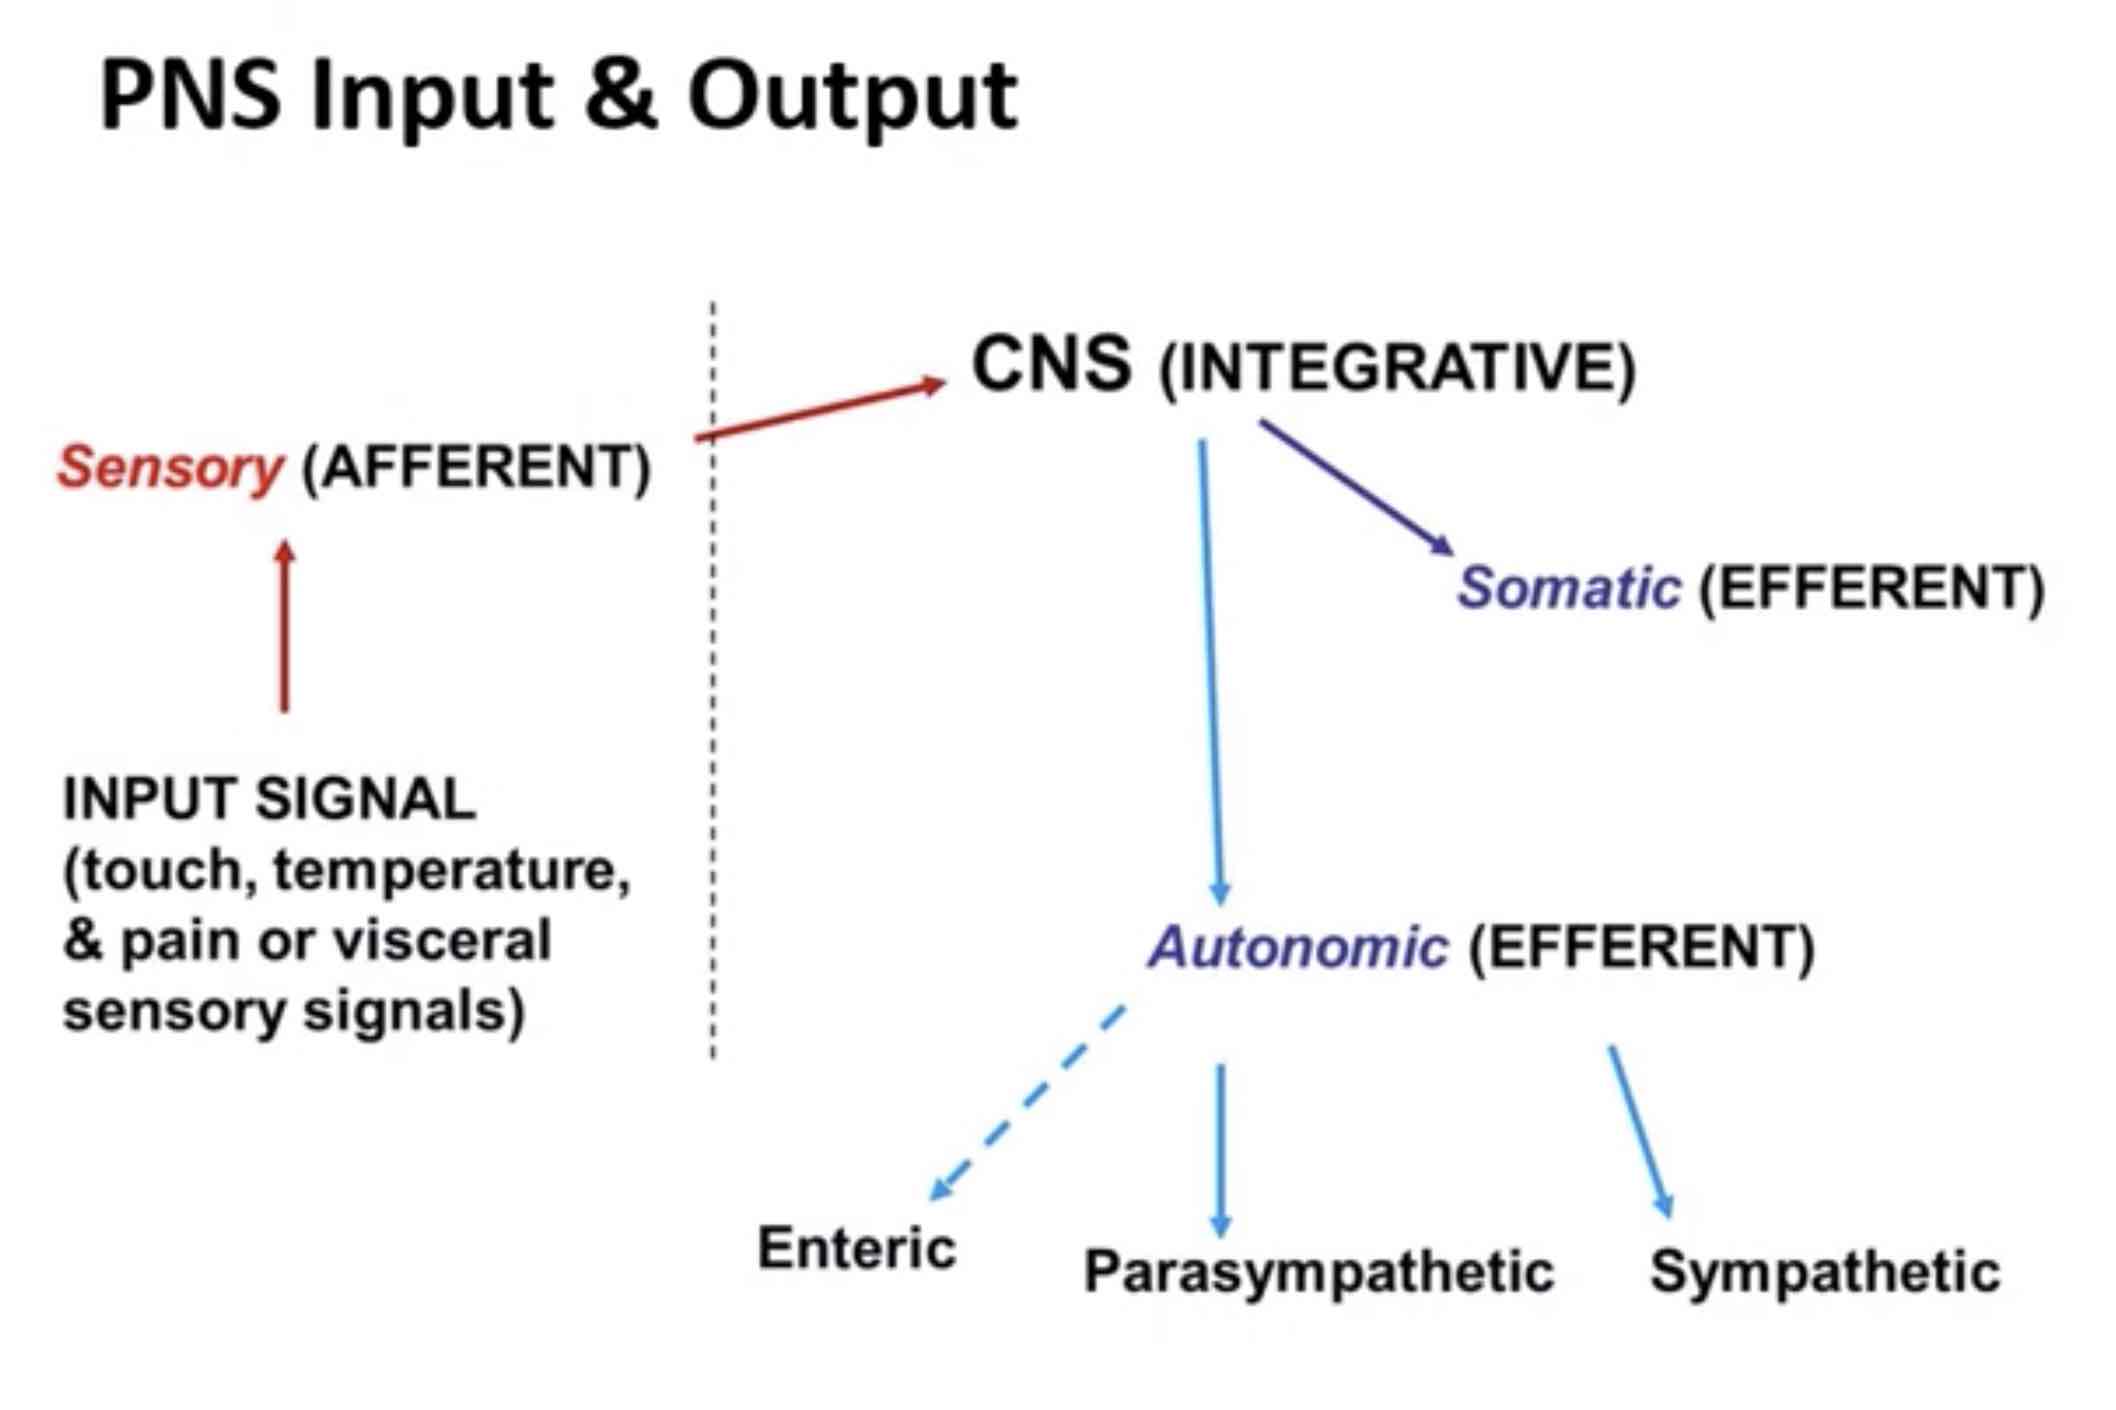 PNS Input & Output
CNS (INTEGRATIVE)
Sensory (AFFERENT)
Somatic (EFFERENT)
INPUT SIGNAL
(touch, temperature,
& pain or visceral
sensory signals)
Autonomic (EFFERENT)
Enteric
Parasympathetic
Sympathetic